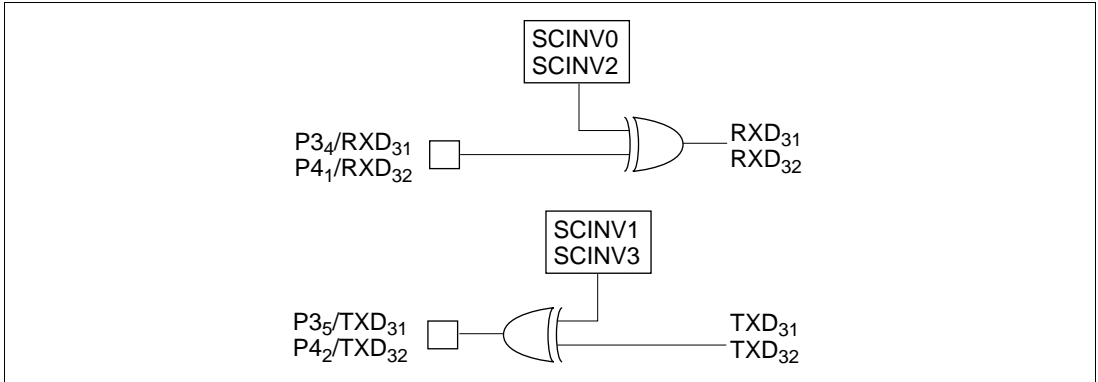 SCINV0
SCINV2
P3₄/RXD₃₁
P4₁/RXD₃₂
RXD₃₁
RXD₃₂
SCINV1
SCINV3
P3₅/TXD₃₁
P4₂/TXD₃₂
TXD₃₁
TXD₃₂